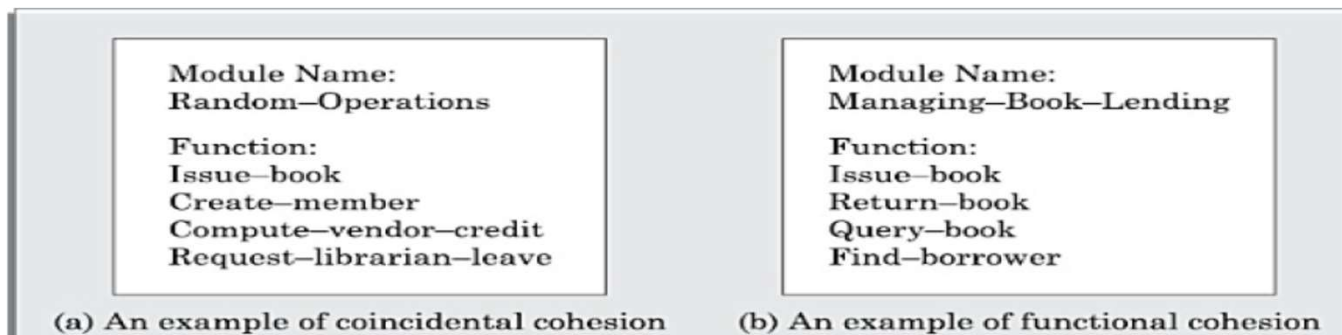 Module Name:
Random–Operations
Function:
Issue–book
Create–member
Compute–vendor–credit
Request–librarian–leave
(a) An example of coincidental cohesion
Module Name:
Managing–Book–Lending
Function:
Issue–book
Return–book
Query–book
Find–borrower
(b) An example of functional cohesion